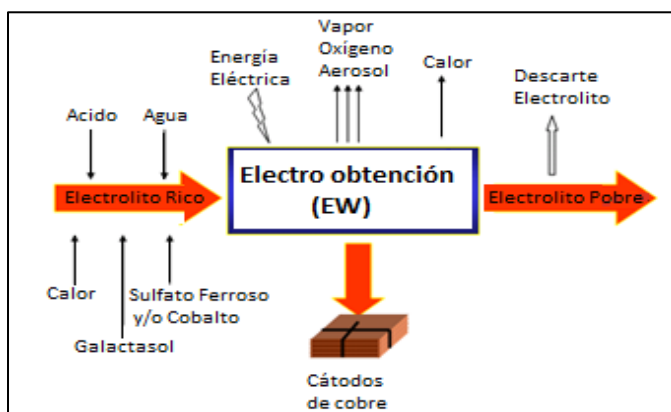 Vapor
Oxígeno
Aerosol
Energía
Eléctrica
Calor
Descarte
Electrolito
Acido
Agua
Electro obtención
(EW)
Electrolito Rico
Electrolito Pobre
Calor
Sulfato Ferroso
y/o Cobalto
Galactasol
Cátodos
de cobre